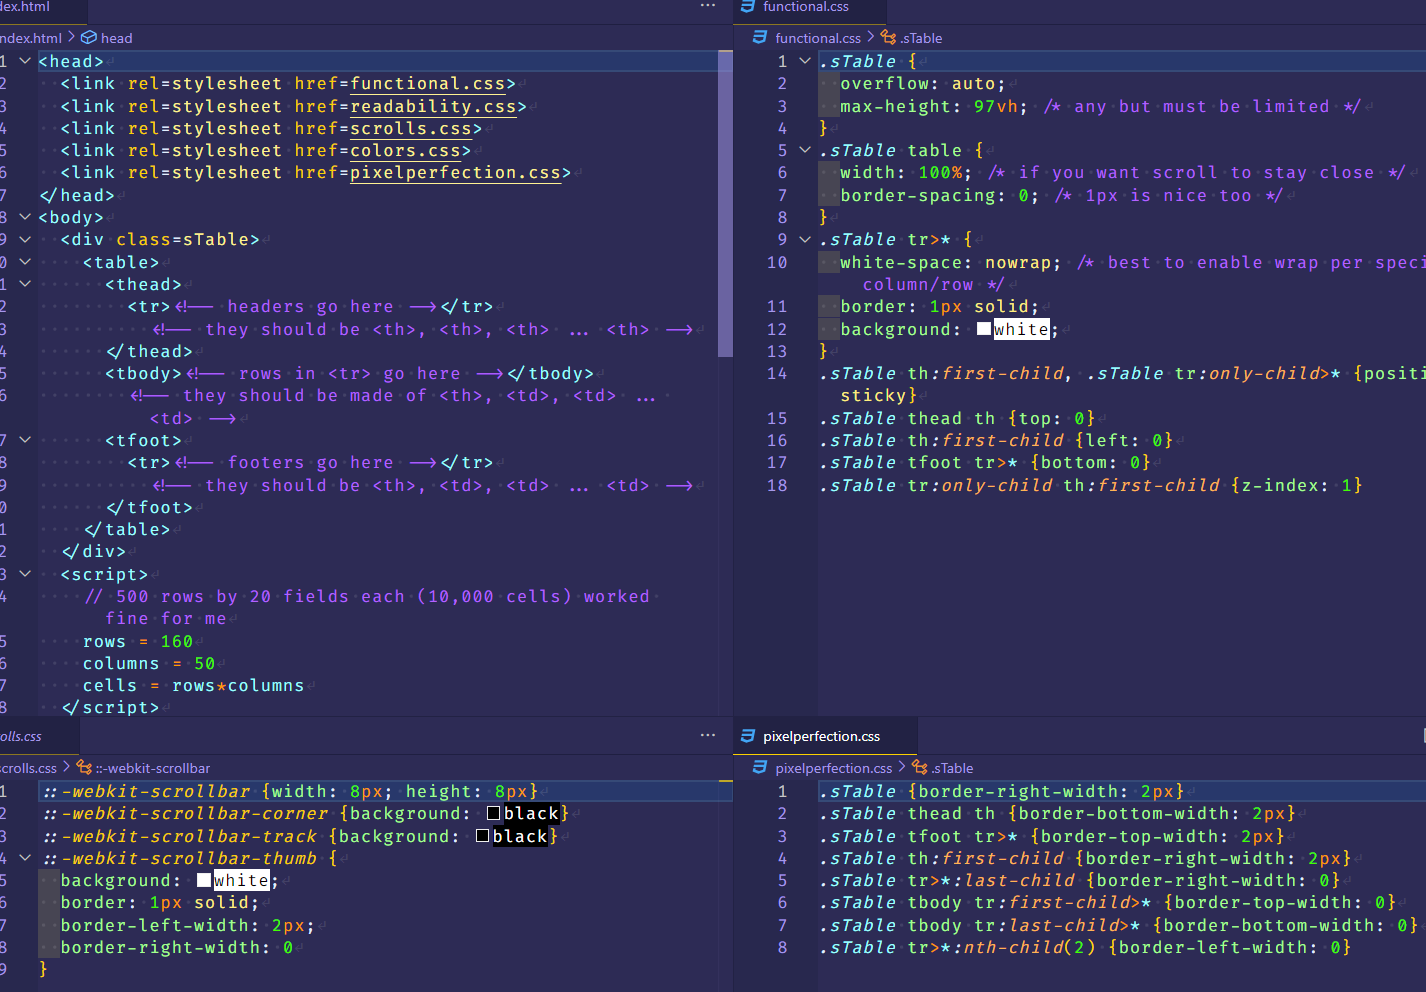 dex.html
ndex.html > head
1 <head>
2 <link rel=stylesheet href=functional.css>
3 <link rel=stylesheet href=readability.css>
4 <link rel=stylesheet href=scrolls.css>
5 <link rel=stylesheet href=colors.css>
6 <link rel=stylesheet href=pixelperfection.css>
7 </head>
8 <body>
9 <div class=sTable>
0 <table>
1 <thead>
2 <tr><!-- headers go here --></tr>
3 <!-- they should be <th>, <th>, <th> ... <th> -->
4 </thead>
5 <tbody><!-- rows in <tr> go here --></tbody>
6 <!-- they should be made of <th>, <td>, <td> ...
<td> -->
7 <tfoot>
8 <tr><!-- footers go here --></tr>
9 <!-- they should be <th>, <td>, <td> ... <td> -->
0 </tfoot>
1 </table>
2 </div>
3 <script>
4 // 500 rows by 20 fields each (10,000 cells) worked
fine for me
5 rows = 160
6 columns = 50
7 cells = rows*columns
8 </script>
functional.css
functional.css > .sTable
1 .sTable {
2 overflow: auto;
3 max-height: 97vh; /* any but must be limited */
4 }
5 .sTable table {
6 width: 100%; /* if you want scroll to stay close */
7 border-spacing: 0; /* 1px is nice too */
8 }
9 .sTable tr>* {
10 white-space: nowrap; /* best to enable wrap per speci
column/row */
11 border: 1px solid;
12 background: white;
13 }
14 .sTable th:first-child, .sTable tr:only-child>* {positi
sticky}
15 .sTable thead th {top: 0}
16 .sTable th:first-child {left: 0}
17 .sTable tfoot tr>* {bottom: 0}
18 .sTable tr:only-child th:first-child {z-index: 1}
olls.css
scrolls.css > ::-webkit-scrollbar
1 ::-webkit-scrollbar {width: 8px; height: 8px}
2 ::-webkit-scrollbar-corner {background: black}
3 ::-webkit-scrollbar-track {background: black}
4 ::-webkit-scrollbar-thumb {
5 background: white;
6 border: 1px solid;
7 border-left-width: 2px;
8 border-right-width: 0
9 }
pixelperfection.css
pixelperfection.css > .sTable
1 .sTable {border-right-width: 2px}
2 .sTable thead th {border-bottom-width: 2px}
3 .sTable tfoot tr>* {border-top-width: 2px}
4 .sTable th:first-child {border-right-width: 2px}
5 .sTable tr>*:last-child {border-right-width: 0}
6 .sTable tbody tr:first-child>* {border-top-width: 0}
7 .sTable tbody tr:last-child>* {border-bottom-width: 0}
8 .sTable tr>*:nth-child(2) {border-left-width: 0}